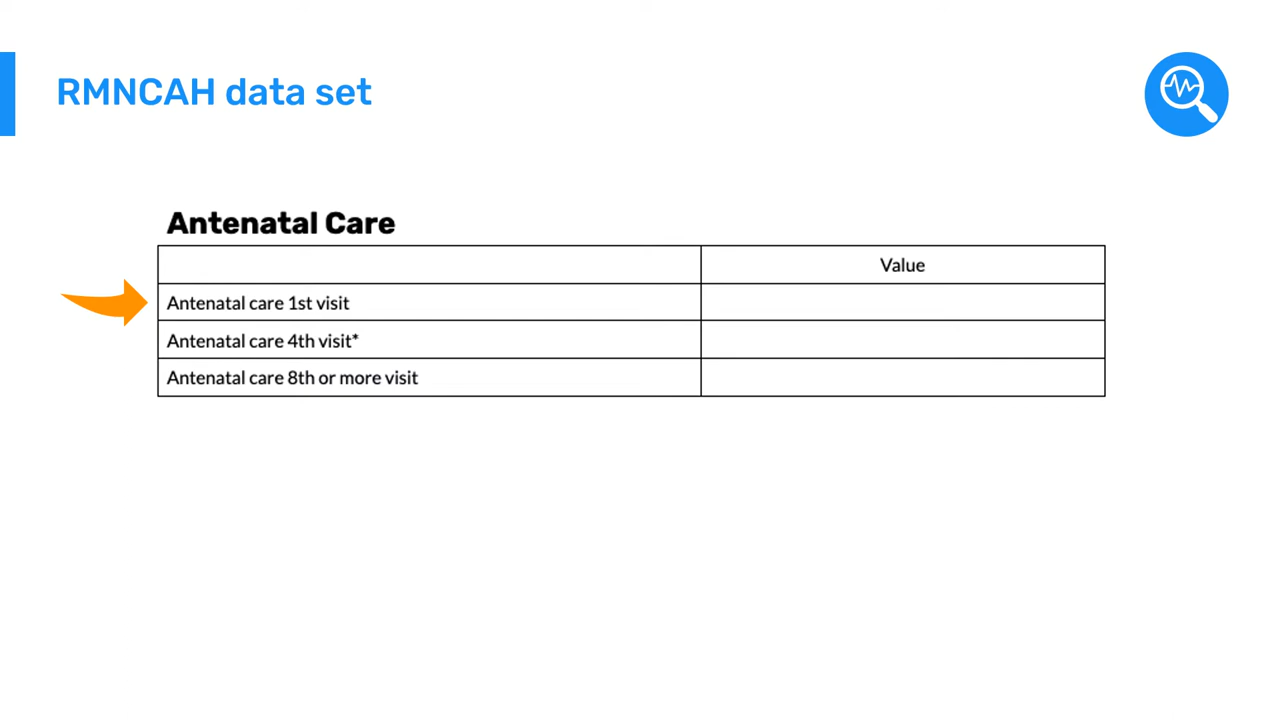 RMNCAH data set
Antenatal Care
Value
Antenatal care 1st visit
Antenatal care 4th visit*
Antenatal care 8th or more visit